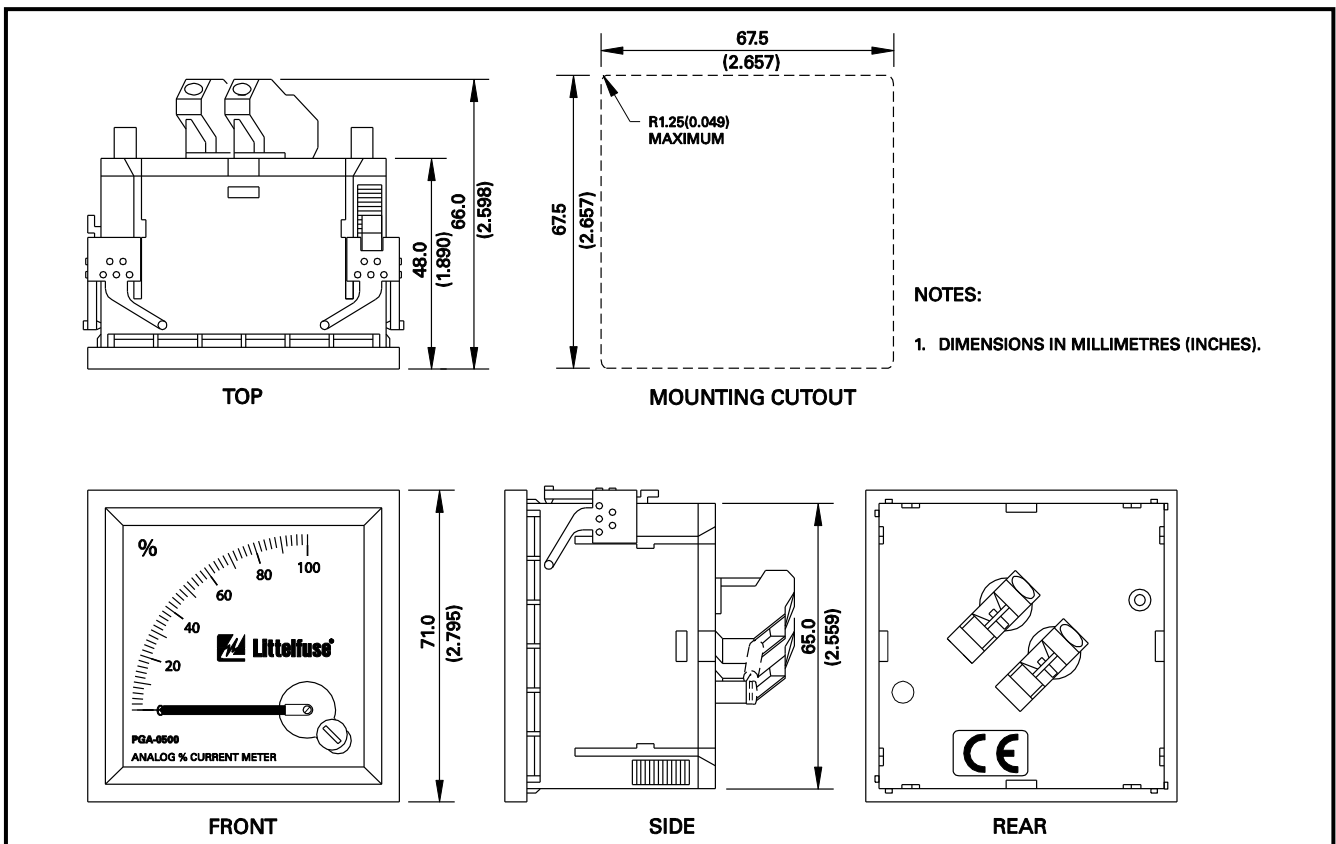 67.5
(2.657)
R1.25(0.049)
MAXIMUM
66.0
(2.598)
48.0
(1.890)
67.5
(2.657)
NOTES:
1. DIMENSIONS IN MILLIMETRES (INCHES).
TOP
MOUNTING CUTOUT
%
100
80
60
40
20
Littelfuse®
PGA-0500
ANALOG % CURRENT METER
71.0
(2.795)
65.0
(2.559)
CE
FRONT
SIDE
REAR